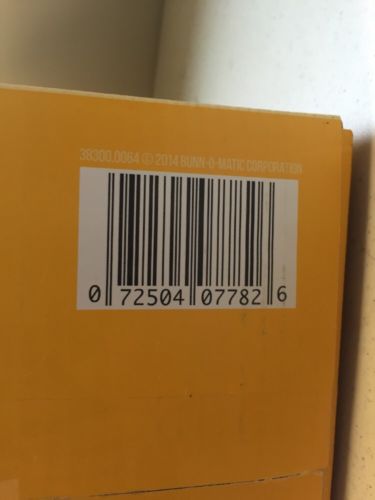 38300.0064 © 2014 BUNN-O-MATIC CORPORATION
0 72504 07782 6